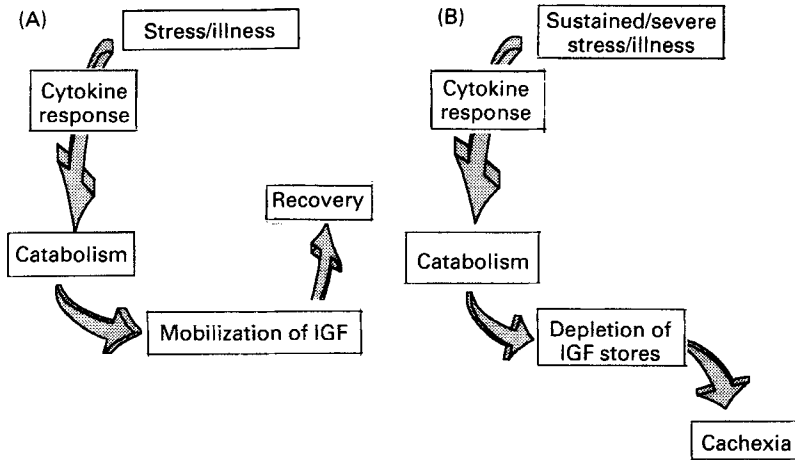 (A)
Stress/illness
Cytokine
response
Catabolism
Mobilization of IGF
Recovery
(B)
Sustained/severe
stress/illness
Cytokine
response
Catabolism
Depletion of
IGF stores
Cachexia